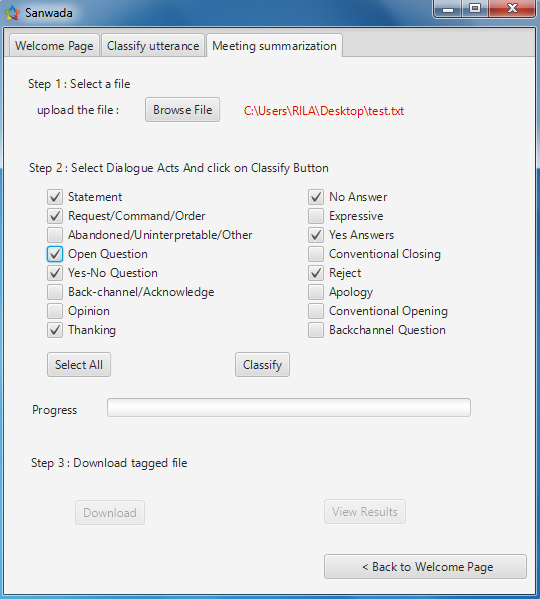 Sanwada
Welcome Page Classify utterance Meeting summarization
Step 1 : Select a file
upload the file : Browse File C:\Users\RILA\Desktop\test.txt
Step 2 : Select Dialogue Acts And click on Classify Button
Statement No Answer
Request/Command/Order Expressive
Abandoned/Uninterpretable/Other Yes Answers
Open Question Conventional Closing
Yes-No Question Reject
Back-channel/Acknowledge Apology
Opinion Conventional Opening
Thanking Backchannel Question
Select All Classify
Progress
Step 3 : Download tagged file
Download View Results
< Back to Welcome Page